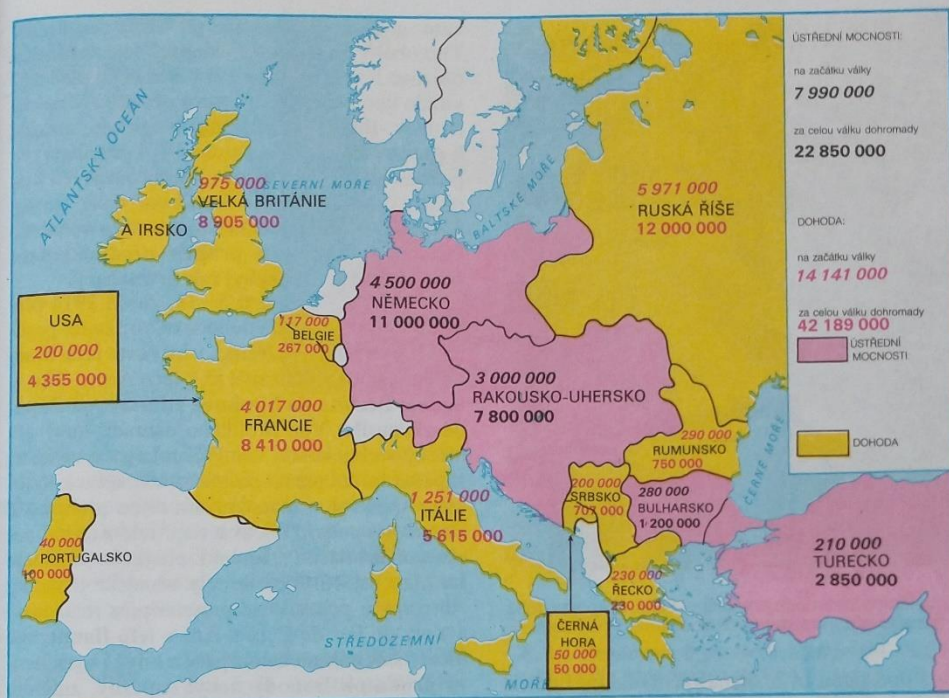 ATLANTSKÝ OCEÁN
975 000
SEVERNÍ MOŘE
VELKÁ BRITÁNIE
8 905 000
A IRSKO
BALTSKÉ MOŘE
5 971 000
RUSKÁ ŘÍŠE
12 000 000
USA
200 000
4 355 000
117 000
BELGIE
267 000
4 500 000
NĚMECKO
11 000 000
3 000 000
RAKOUSKO-UHERSKO
7 800 000
4 017 000
FRANCIE
8 410 000
290 000
RUMUNSKO
750 000
ČERNÉ MOŘE
1 251 000
ITÁLIE
5 615 000
200 000
SRBSKO
707 000
280 000
BULHARSKO
1 200 000
40 000
PORTUGALSKO
100 000
210 000
TURECKO
2 850 000
230 000
ŘECKO
230 000
ČERNÁ
HORA
50 000
50 000
STŘEDOZEMNÍ
MOŘE
ÚSTŘEDNÍ MOCNOSTI:
na začátku války
7 990 000
za celou válku dohromady
22 850 000
DOHODA:
na začátku války
14 141 000
za celou válku dohromady
42 189 000
ÚSTŘEDNÍ
MOCNOSTI
DOHODA